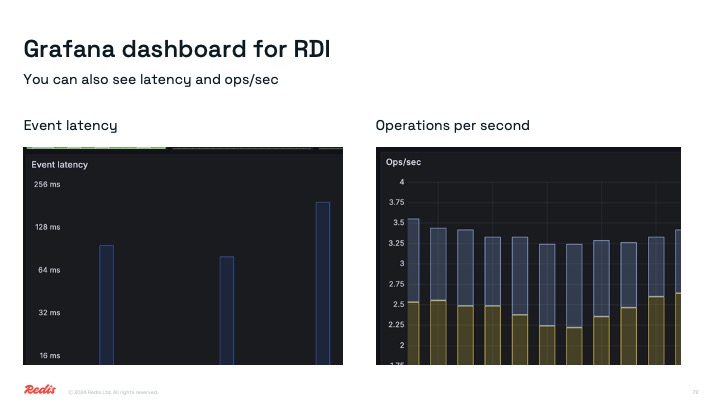 Grafana dashboard for RDI
You can also see latency and ops/sec
Event latency
Operations per second
Event latency
256 ms
128 ms
64 ms
32 ms
16 ms
Ops/sec
4
3.75
3.5
3.25
3
2.75
2.5
2.25
2
1.75
Redis
© 2024 Redis Ltd. All rights reserved.